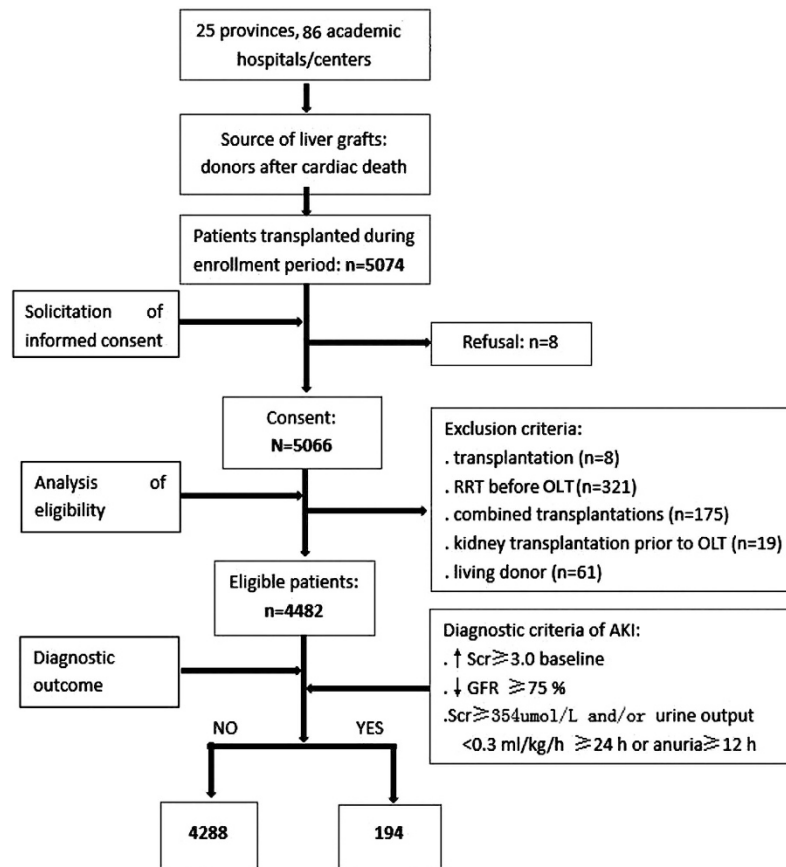 25 provinces, 86 academic
hospitals/centers
Source of liver grafts:
donors after cardiac death
Patients transplanted during
enrollment period: n=5074
Solicitation of
informed consent
Refusal: n=8
Consent:
N=5066
Exclusion criteria:
. transplantation (n=8)
. RRT before OLT (n=321)
. combined transplantations (n=175)
. kidney transplantation prior to OLT (n=19)
. living donor (n=61)
Analysis of
eligibility
Eligible patients:
n=4482
Diagnostic criteria of AKI:
. ↑ Scr≥3.0 baseline
. ↓ GFR ≥75 %
.Scr≥354umol/L and/or urine output
<0.3 ml/kg/h ≥24 h or anuria≥12 h
Diagnostic
outcome
NO YES
4288 194